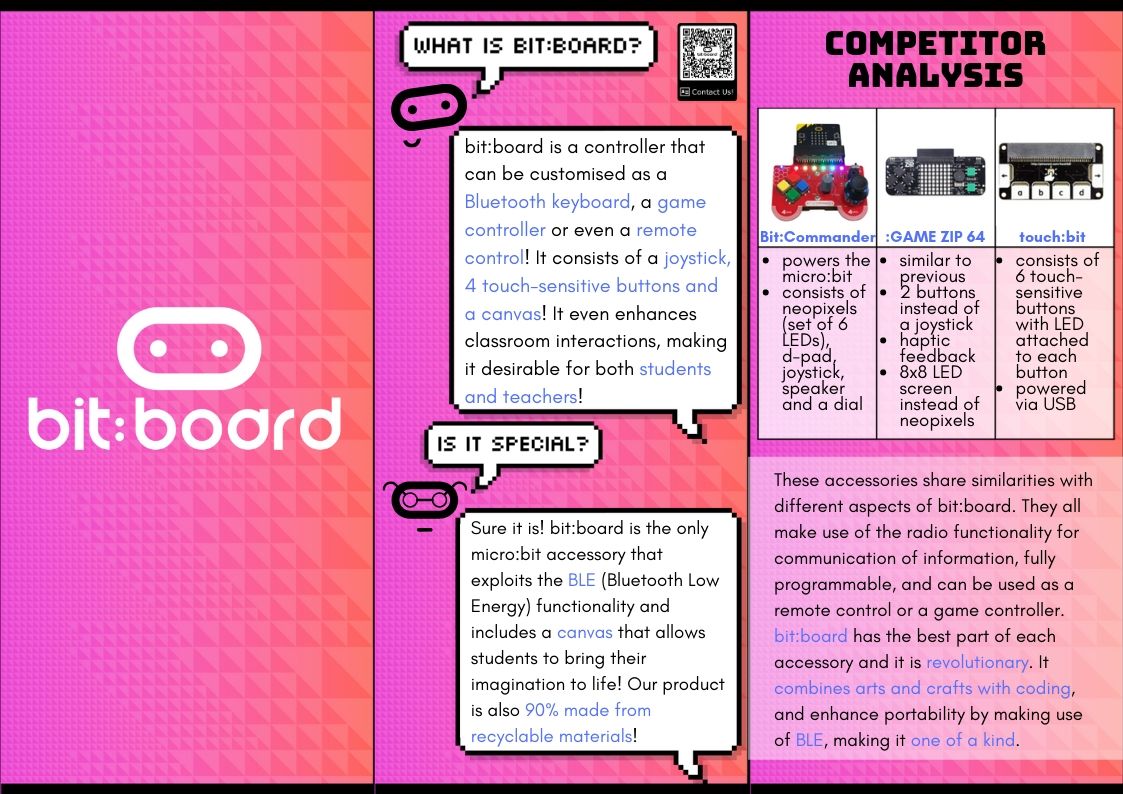 bit:board
WHAT IS BIT:BOARD?
Contact Us!
bit:board is a controller that
can be customised as a
Bluetooth keyboard, a game
controller or even a remote
control! It consists of a joystick,
4 touch-sensitive buttons and
a canvas! It even enhances
classroom interactions, making
it desirable for both students
and teachers!
IS IT SPECIAL?
Sure it is! bit:board is the only
micro:bit accessory that
exploits the BLE (Bluetooth Low
Energy) functionality and
includes a canvas that allows
students to bring their
imagination to life! Our product
is also 90% made from
recyclable materials!
COMPETITOR
ANALYSIS
a b c d
Bit:Commander
• powers the
micro:bit
• consists of
neopixels
(set of 6
LEDs),
d-pad,
joystick,
speaker
and a dial
:GAME ZIP 64
• similar to
previous
• 2 buttons
instead of
a joystick
• haptic
feedback
• 8x8 LED
screen
instead of
neopixels
touch:bit
• consists of
6 touch-
sensitive
buttons
with LED
attached
to each
button
• powered
via USB
These accessories share similarities with
different aspects of bit:board. They all
make use of the radio functionality for
communication of information, fully
programmable, and can be used as a
remote control or a game controller.
bit:board has the best part of each
accessory and it is revolutionary. It
combines arts and crafts with coding,
and enhance portability by making use
of BLE, making it one of a kind.